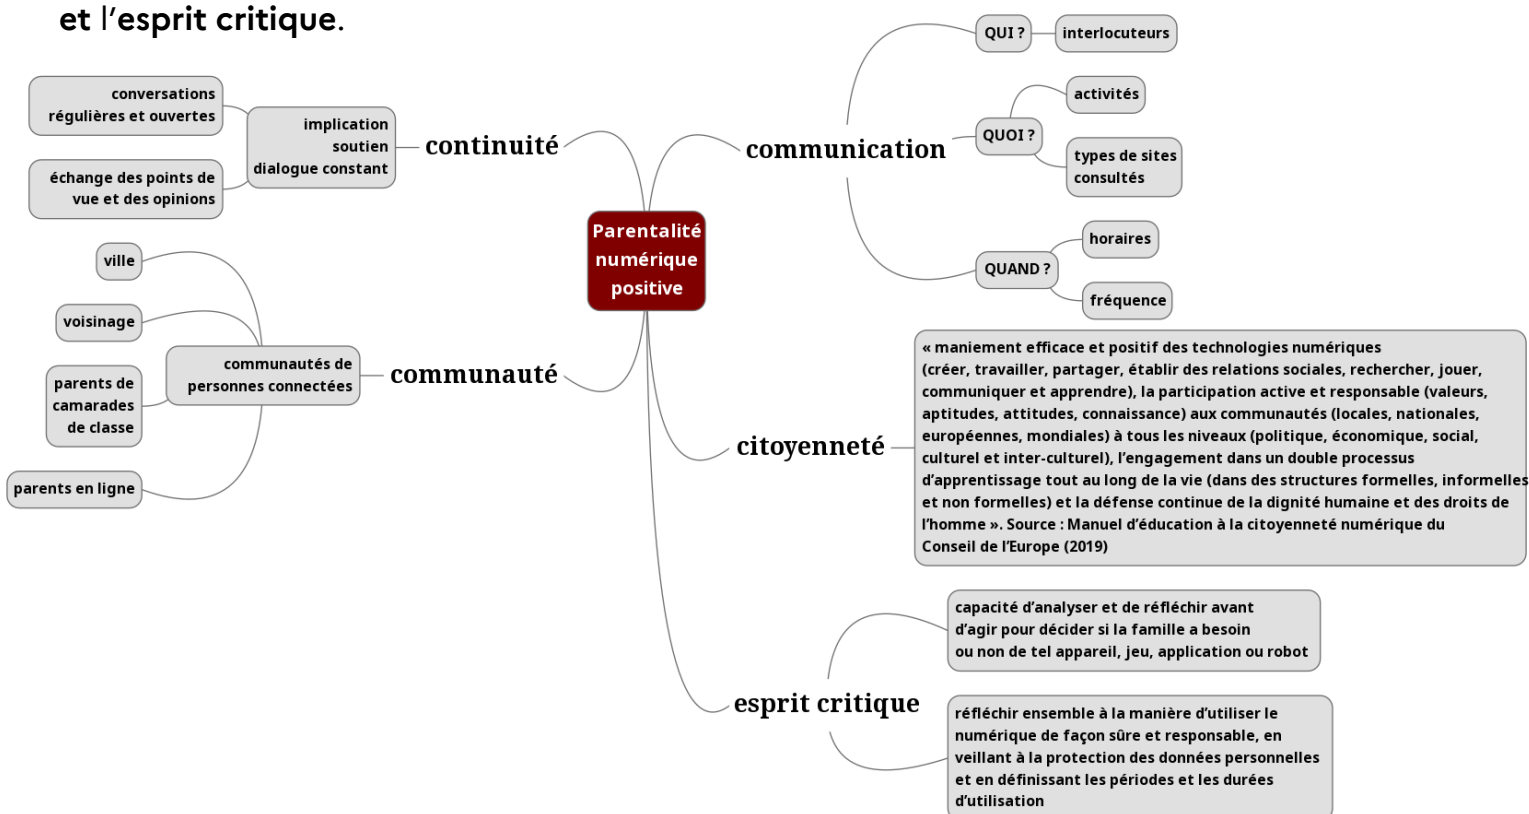 et l’esprit critique.
conversations
régulières et ouvertes
échange des points de
vue et des opinions
implication
soutien
dialogue constant
continuité
ville
voisinage
parents de
camarades
de classe
parents en ligne
communautés de
personnes connectées
communauté
Parentalité
numérique
positive
communication
QUI ?
interlocuteurs
QUOI ?
activités
types de sites
consultés
QUAND ?
horaires
fréquence
citoyenneté
« maniement efficace et positif des technologies numériques
(créer, travailler, partager, établir des relations sociales, rechercher, jouer,
communiquer et apprendre), la participation active et responsable (valeurs,
aptitudes, attitudes, connaissance) aux communautés (locales, nationales,
européennes, mondiales) à tous les niveaux (politique, économique, social,
culturel et inter-culturel), l’engagement dans un double processus
d’apprentissage tout au long de la vie (dans des structures formelles, informelles
et non formelles) et la défense continue de la dignité humaine et des droits de
l’homme ». Source : Manuel d’éducation à la citoyenneté numérique du
Conseil de l’Europe (2019)
esprit critique
capacité d’analyser et de réfléchir avant
d’agir pour décider si la famille a besoin
ou non de tel appareil, jeu, application ou robot
réfléchir ensemble à la manière d’utiliser le
numérique de façon sûre et responsable, en
veillant à la protection des données personnelles
et en définissant les périodes et les durées
d’utilisation